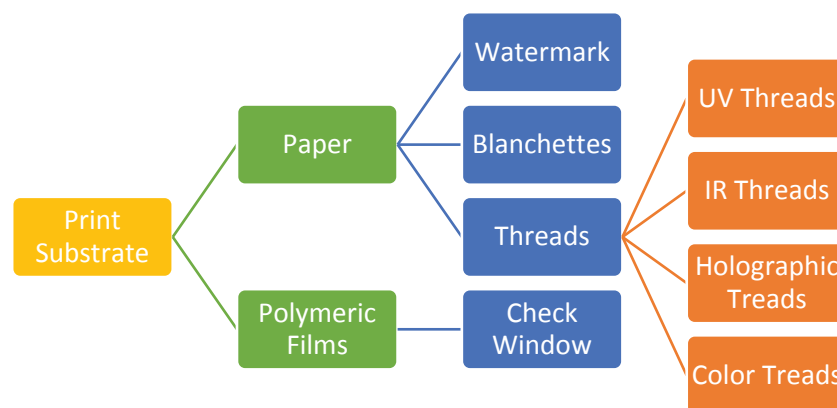 Print
Substrate
Paper
Polymeric
Films
Watermark
Blanchettes
Threads
Check
Window
UV Threads
IR Threads
Holographic
Treads
Color Treads